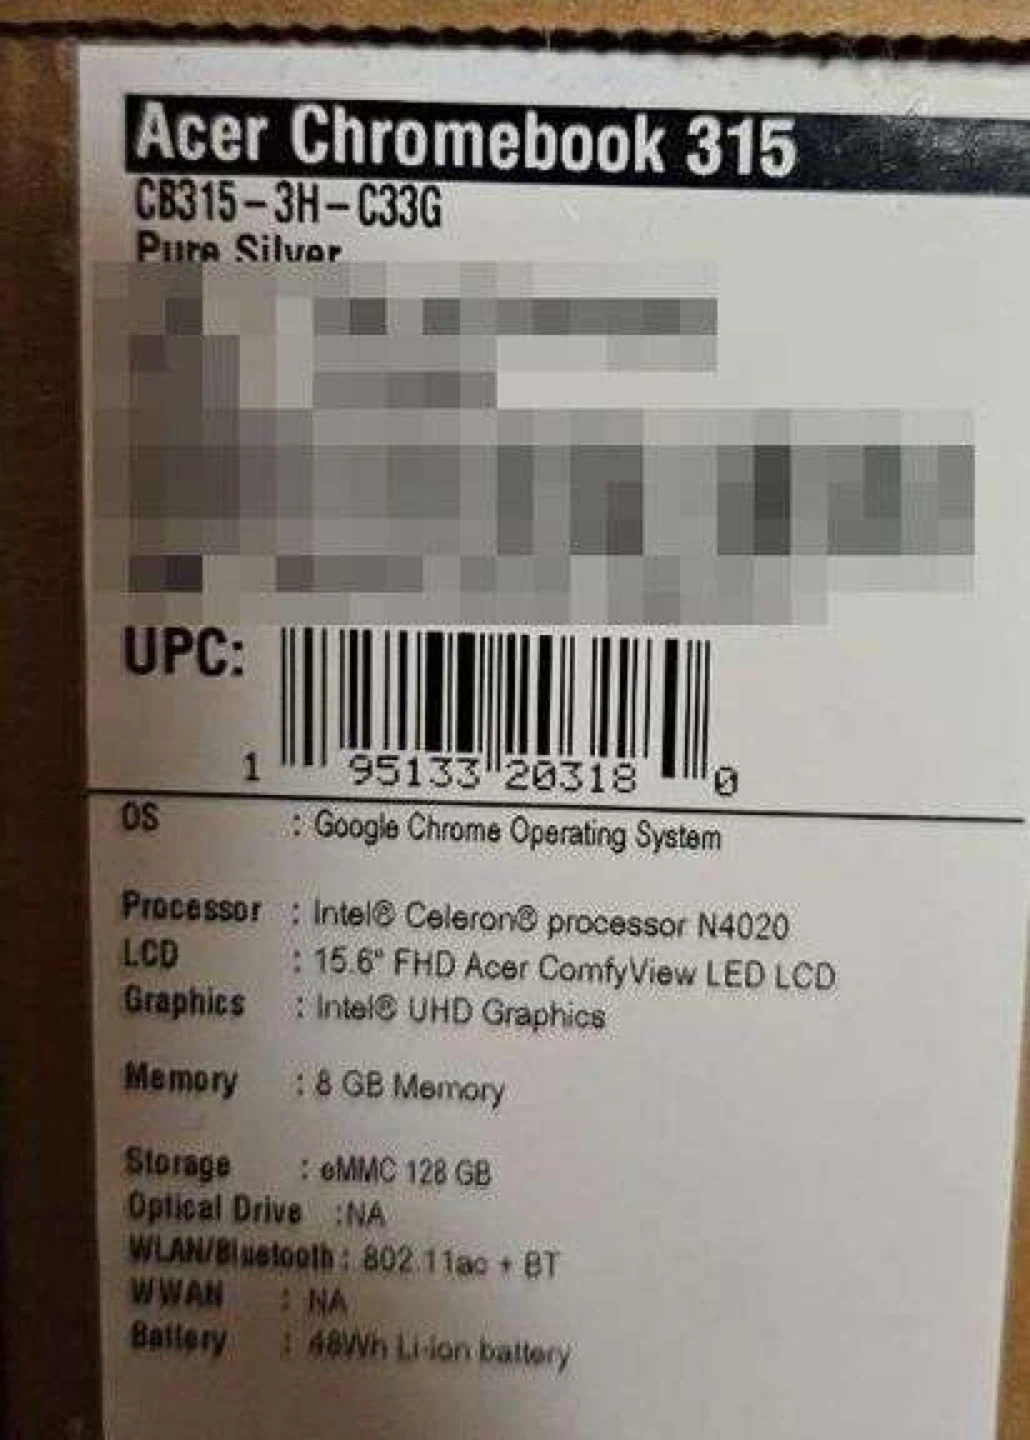 Acer Chromebook 315
CB315-3H-C33G
Pure Silver
UPC:
1 95133 20318 0
OS : Google Chrome Operating System
Processor : Intel® Celeron® processor N4020
LCD : 15.6" FHD Acer ComfyView LED LCD
Graphics : Intel® UHD Graphics
Memory : 8 GB Memory
Storage : eMMC 128 GB
Optical Drive :NA
WLAN/Bluetooth : 802.11ac + BT
WWAN : NA
Battery : 48Wh Li-ion battery